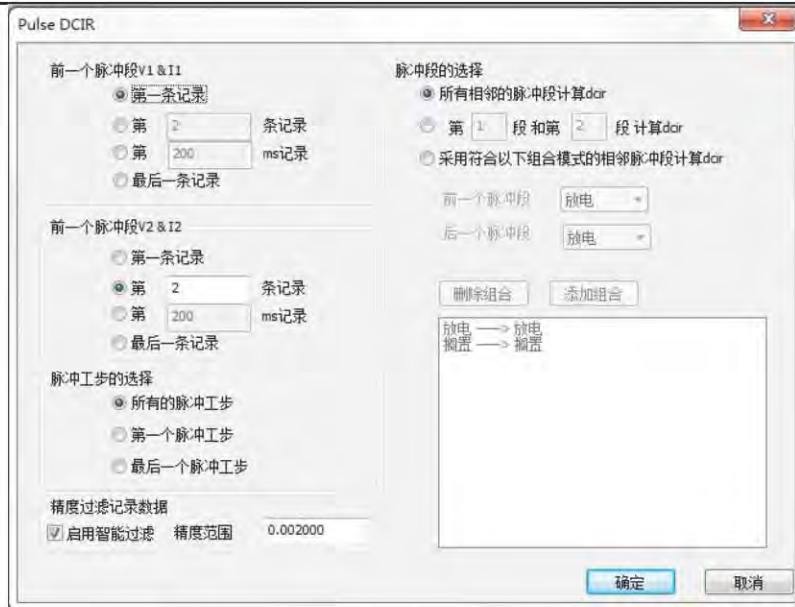 Pulse DCIR
前一个脉冲段V1&I1
第一条记录
第 2 条记录
第 200 ms记录
最后一条记录
前一个脉冲段V2&I2
第一条记录
第 2 条记录
第 200 ms记录
最后一条记录
脉冲工步的选择
所有的脉冲工步
第一个脉冲工步
最后一个脉冲工步
精度过滤记录数据
启用智能过滤 精度范围 0.002000
脉冲段的选择
所有相邻的脉冲段计算dcr
第 1 段 和第 2 段 计算dcr
采用符合以下组合模式的相邻脉冲段计算dcr
前一个脉冲段 放电
后一个脉冲段 放电
删除组合 添加组合
放电 ——> 放电
搁置 ——> 搁置
确定 取消